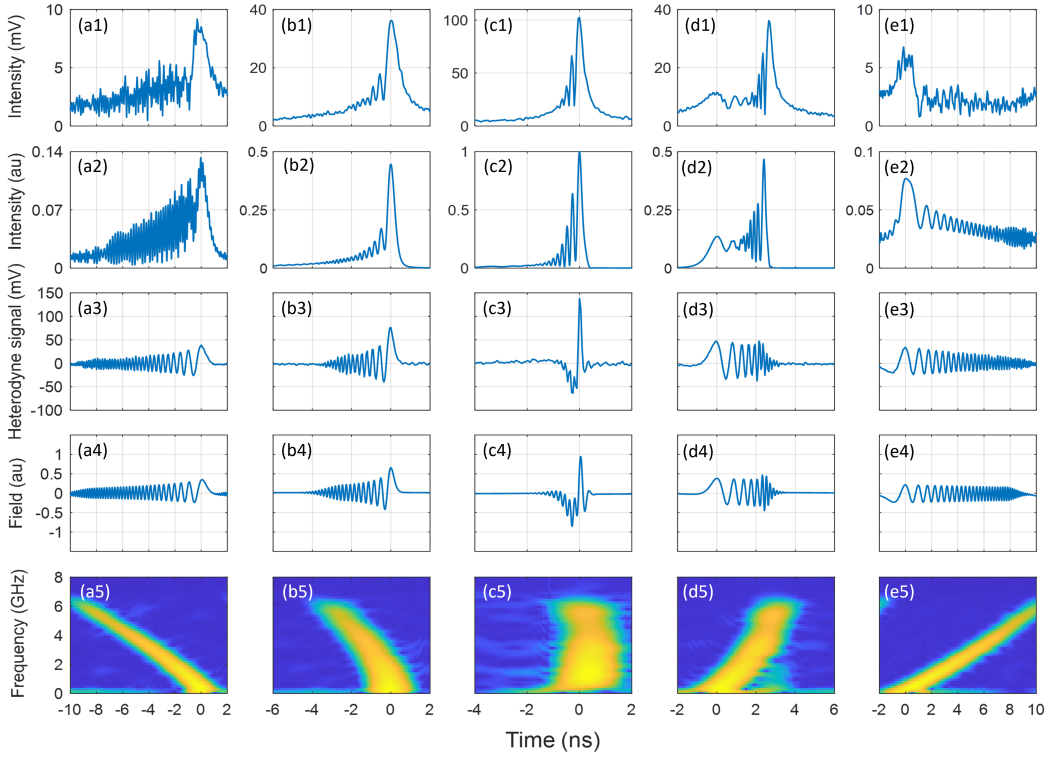 Intensity (mV)
10
5
0
(a1)
40
20
0
(b1)
100
50
0
(c1)
40
20
0
(d1)
10
5
0
(e1)
Intensity (au)
0.14
0.07
0
(a2)
0.5
0.25
0
(b2)
1
0.5
0
(c2)
0.5
0.25
0
(d2)
0.1
0.05
0
(e2)
Heterodyne signal (mV)
150
100
50
0
-50
-100
(a3)
(b3)
(c3)
(d3)
(e3)
Field (au)
1
0.5
0
-0.5
-1
(a4)
(b4)
(c4)
(d4)
(e4)
Frequency (GHz)
8
6
4
2
0
(a5)
(b5)
(c5)
(d5)
(e5)
-10 -8 -6 -4 -2 0 2
-6 -4 -2 0 2
-4 -3 -2 -1 0 1 2
-2 0 2 4 6
-2 0 2 4 6 8 10
Time (ns)